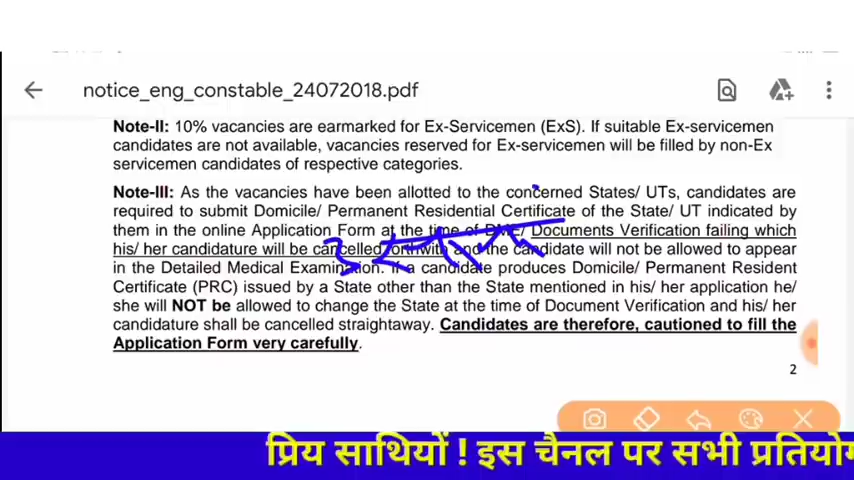 notice_eng_constable_24072018.pdf
Note-II: 10% vacancies are earmarked for Ex-Servicemen (ExS). If suitable Ex-servicemen
candidates are not available, vacancies reserved for Ex-servicemen will be filled by non-Ex
servicemen candidates of respective categories.
Note-III: As the vacancies have been allotted to the concerned States/ UTs, candidates are
required to submit Domicile/ Permanent Residential Certificate of the State/ UT indicated by
them in the online Application Form at the time of DME/ Documents Verification failing which
his/ her candidature will be cancelled forthwith and the candidate will not be allowed to appear
in the Detailed Medical Examination. If a candidate produces Domicile/ Permanent Resident
Certificate (PRC) issued by a State other than the State mentioned in his/ her application he/
she will NOT be allowed to change the State at the time of Document Verification and his/ her
candidature shall be cancelled straightaway. Candidates are therefore, cautioned to fill the
Application Form very carefully.
2
प्रिय साथियों ! इस चैनल पर सभी प्रतियोग